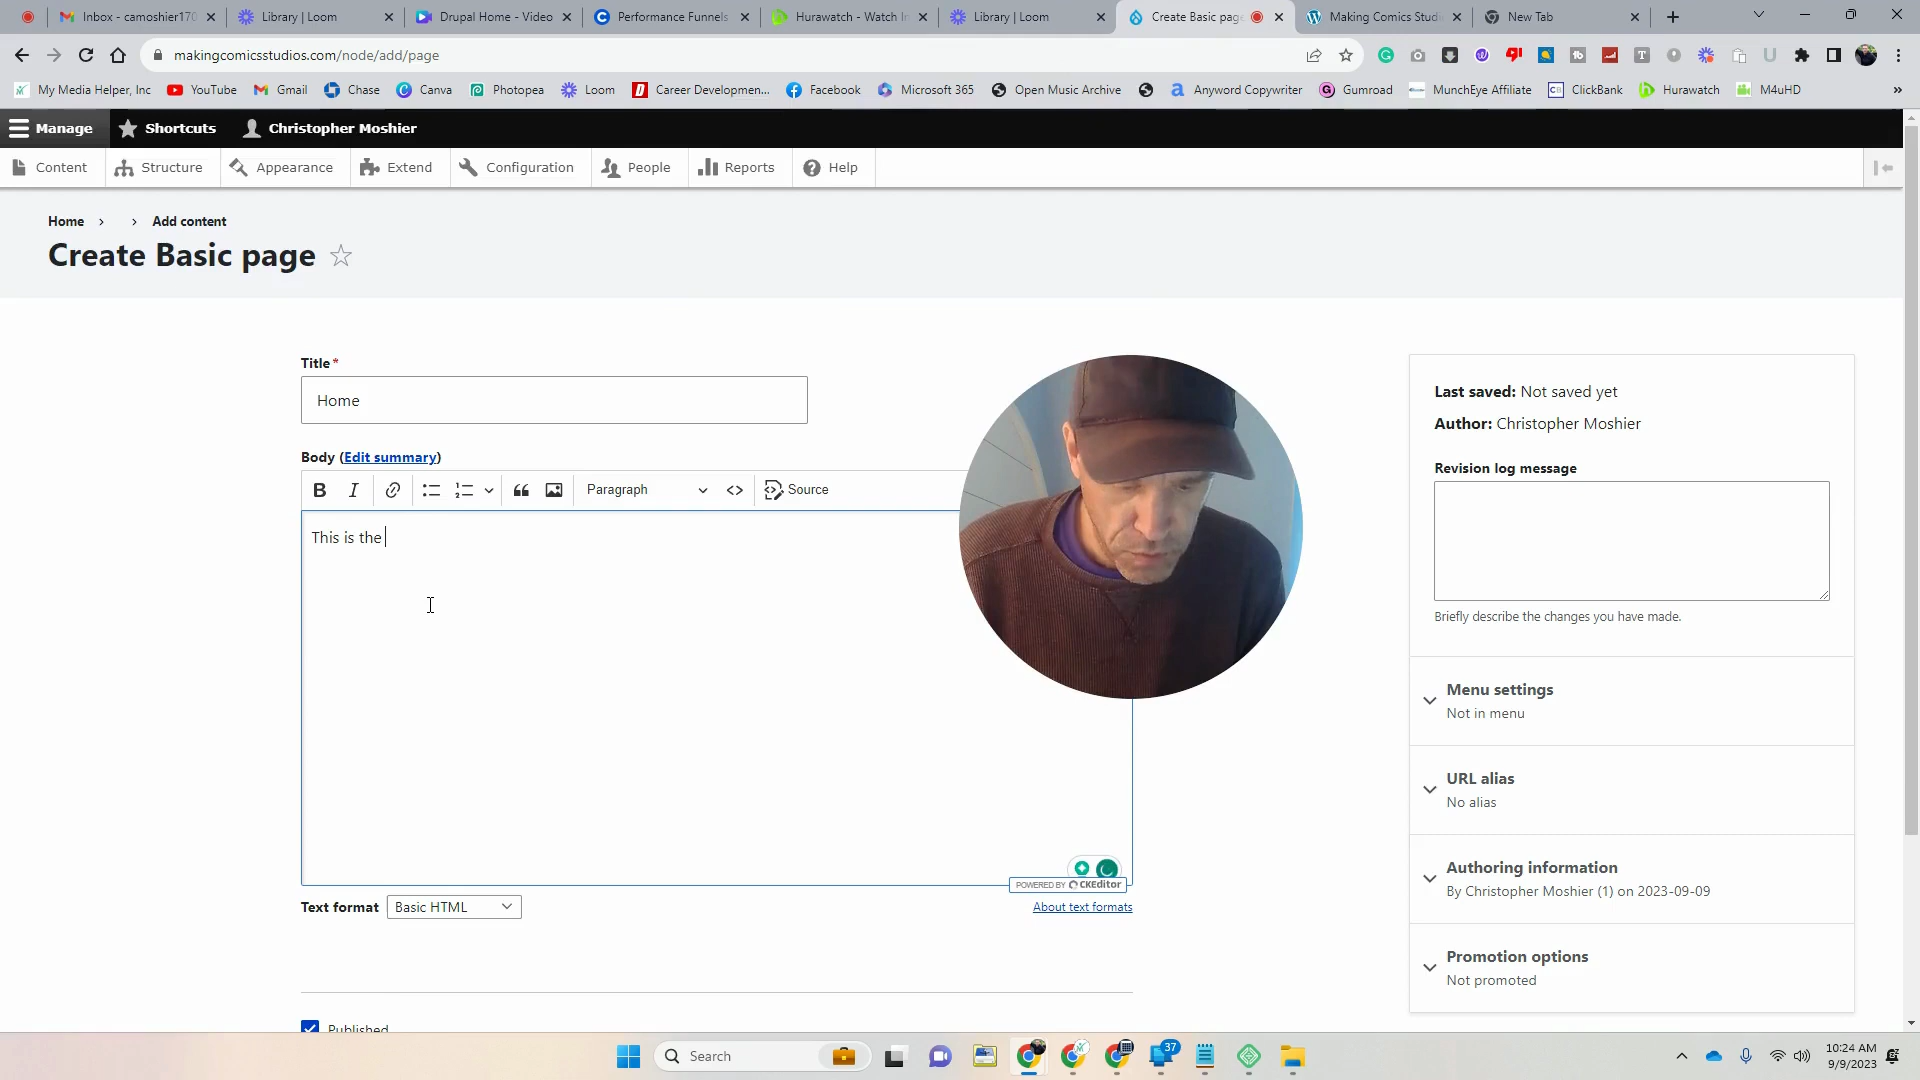 Inbox - camoshier170
Library | Loom
Drupal Home - Video
Performance Funnels
Hurawatch - Watch In
Library | Loom
Create Basic page
Making Comics Studi
New Tab
makingcomicsstudios.com/node/add/page
My Media Helper, Inc
YouTube
Gmail
Chase
Canva
Photopea
Loom
Career Developmen...
Facebook
Microsoft 365
Open Music Archive
Anyword Copywriter
Gumroad
MunchEye Affiliate
ClickBank
Hurawatch
M4uHD
»
Manage
Shortcuts
Christopher Moshier
Content
Structure
Appearance
Extend
Configuration
People
Reports
Help
Home › › Add content
Create Basic page
Title*
Home
Body (Edit summary)
B I
Paragraph
Source
This is the
POWERED BY CKEditor
Text format Basic HTML
About text formats
Published
Last saved: Not saved yet
Author: Christopher Moshier
Revision log message
Briefly describe the changes you have made.
Menu settings
Not in menu
URL alias
No alias
Authoring information
By Christopher Moshier (1) on 2023-09-09
Promotion options
Not promoted
Search
37
10:24 AM
9/9/2023